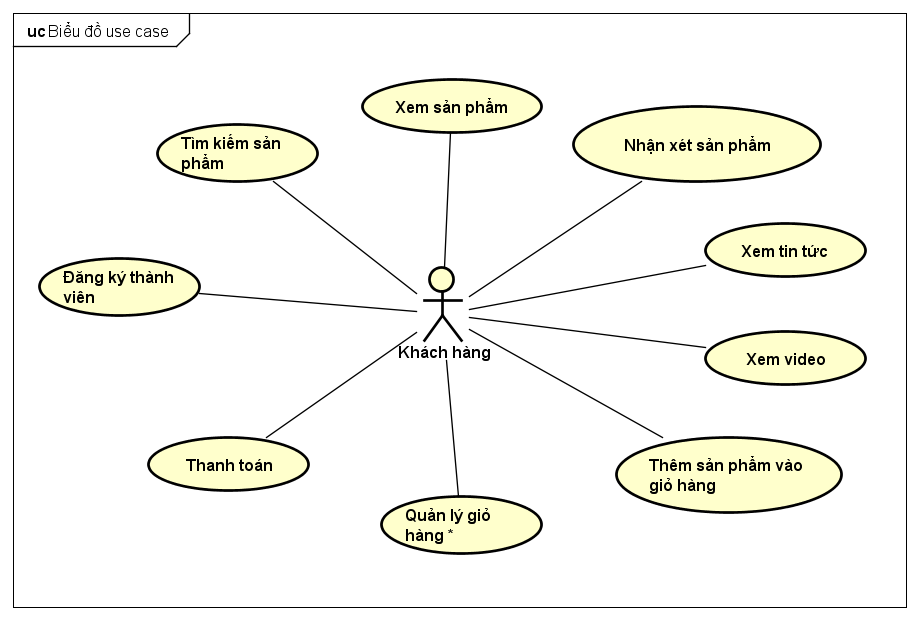 uc Biểu đồ use case
Xem sản phẩm
Tìm kiếm sản
phẩm
Nhận xét sản phẩm
Xem tin tức
Đăng ký thành
viên
Khách hàng
Xem video
Thanh toán
Thêm sản phẩm vào
giỏ hàng
Quản lý giỏ
hàng *